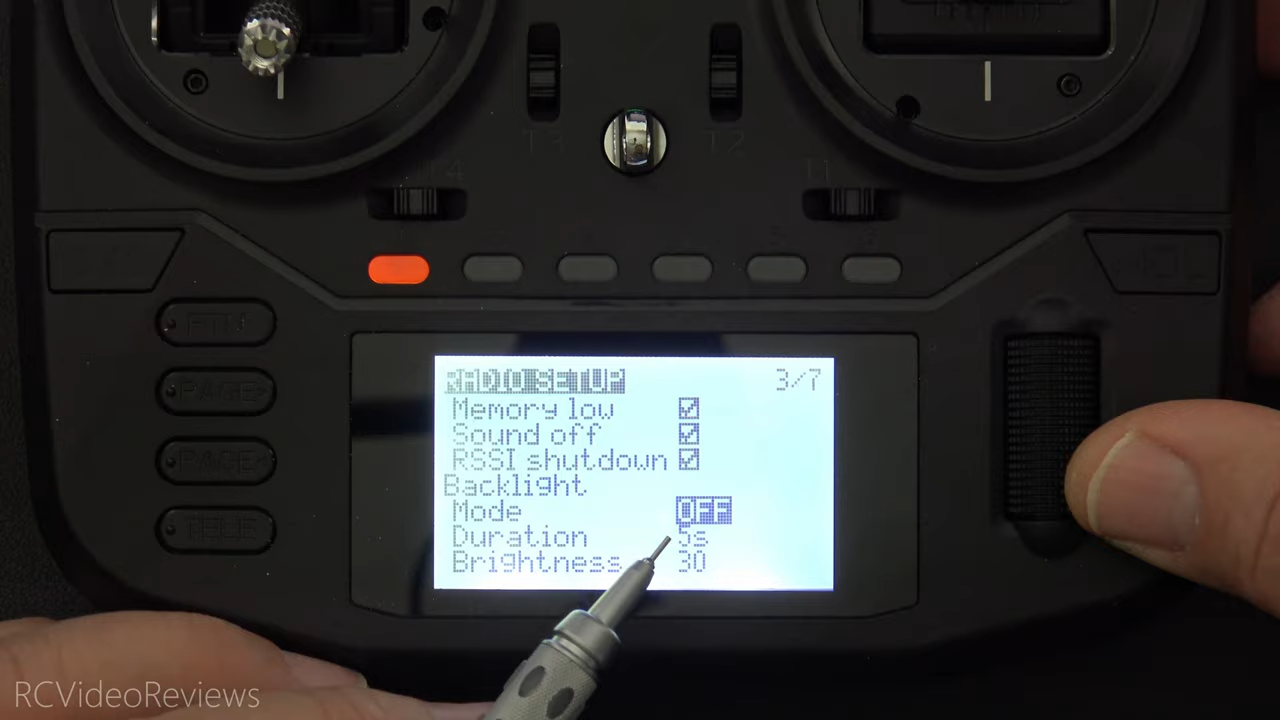 T3
T2
T4
T1
RADIO SETUP 3/7
Memory low
Sound off
RSSI shutdown
Backlight
Mode OFF
Duration 5s
Brightness 30
PAGE>
PAGE<
TELE
RCVideoReviews